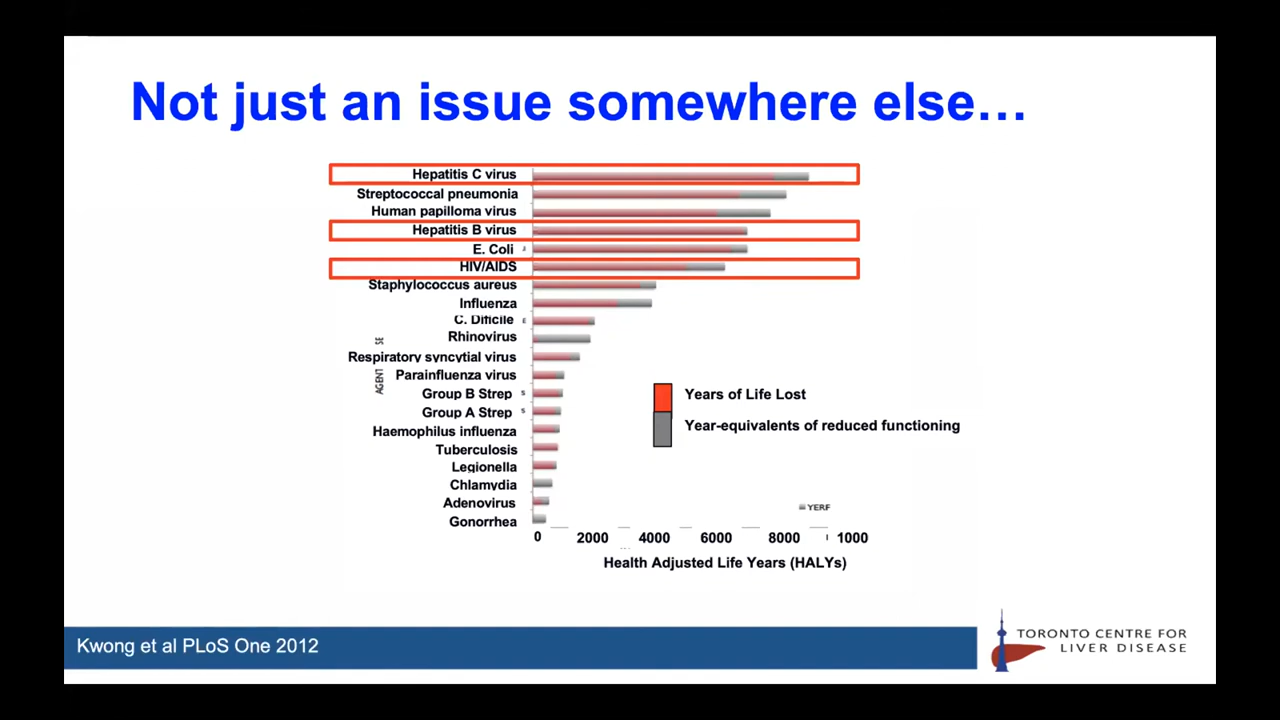 Not just an issue somewhere else…
Hepatitis C virus
Streptococcal pneumonia
Human papilloma virus
Hepatitis B virus
E. Coli
HIV/AIDS
Staphylococcus aureus
Influenza
C. Dificile
Rhinovirus
Respiratory syncytial virus
Parainfluenza virus
Group B Strep
Group A Strep
Haemophilus influenza
Tuberculosis
Legionella
Chlamydia
Adenovirus
Gonorrhea
AGENT
SE
Years of Life Lost
Year-equivalents of reduced functioning
YERF
0 2000 4000 6000 8000 1000
Health Adjusted Life Years (HALYs)
Kwong et al PLoS One 2012
TORONTO CENTRE FOR
LIVER DISEASE